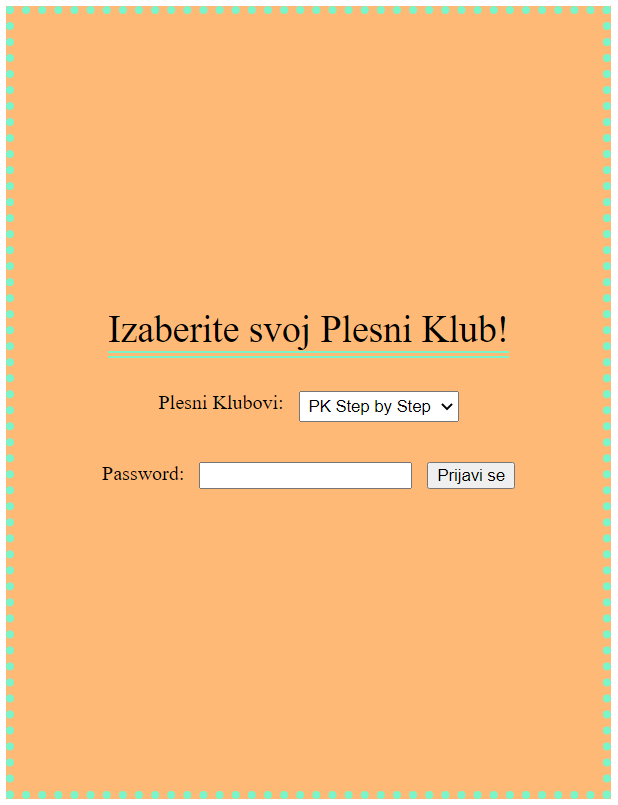 Izaberite svoj Plesni Klub!
Plesni Klubovi: PK Step by Step
Password: Prijavi se